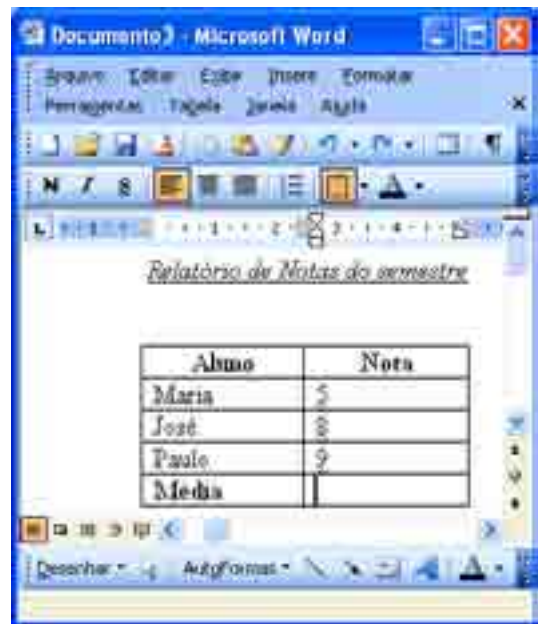 Documento3 - Microsoft Word
Arquivo Editar Exibir Inserir Formatar
Ferramentas Tabela Janela Ajuda
N I S
Relatório de Notas do semestre
Aluno Nota
Maria 5
José 8
Paulo 9
Media
Desenhar AutoFormas